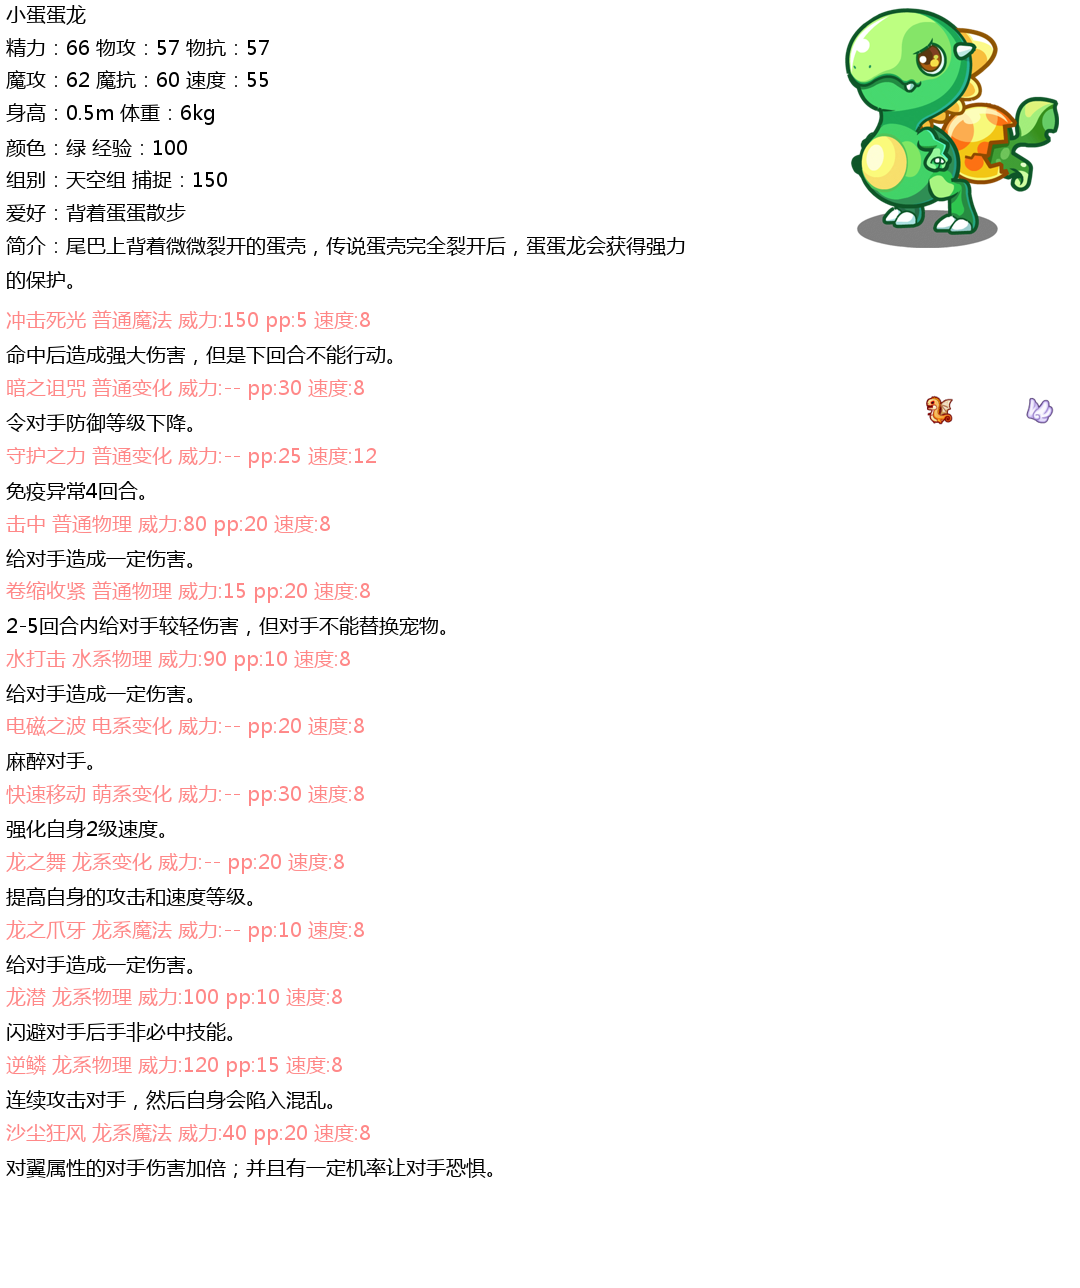 小蛋蛋龙
精力：66 物攻：57 物抗：57
魔攻：62 魔抗：60 速度：55
身高：0.5m 体重：6kg
颜色：绿 经验：100
组别：天空组 捕捉：150
爱好：背着蛋蛋散步
简介：尾巴上背着微微裂开的蛋壳，传说蛋壳完全裂开后，蛋蛋龙会获得强力
的保护。
冲击死光 普通魔法 威力:150 pp:5 速度:8
命中后造成强大伤害，但是下回合不能行动。
暗之诅咒 普通变化 威力:-- pp:30 速度:8
令对手防御等级下降。
守护之力 普通变化 威力:-- pp:25 速度:12
免疫异常4回合。
击中 普通物理 威力:80 pp:20 速度:8
给对手造成一定伤害。
卷缩收紧 普通物理 威力:15 pp:20 速度:8
2-5回合内给对手较轻伤害，但对手不能替换宠物。
水打击 水系物理 威力:90 pp:10 速度:8
给对手造成一定伤害。
电磁之波 电系变化 威力:-- pp:20 速度:8
麻醉对手。
快速移动 萌系变化 威力:-- pp:30 速度:8
强化自身2级速度。
龙之舞 龙系变化 威力:-- pp:20 速度:8
提高自身的攻击和速度等级。
龙之爪牙 龙系魔法 威力:-- pp:10 速度:8
给对手造成一定伤害。
龙潜 龙系物理 威力:100 pp:10 速度:8
闪避对手后手非必中技能。
逆鳞 龙系物理 威力:120 pp:15 速度:8
连续攻击对手，然后自身会陷入混乱。
沙尘狂风 龙系魔法 威力:40 pp:20 速度:8
对翼属性的对手伤害加倍；并且有一定机率让对手恐惧。